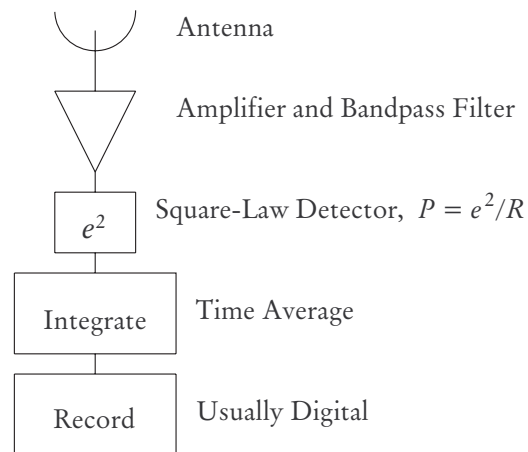 Antenna
Amplifier and Bandpass Filter
e² Square-Law Detector, P = e²/R
Integrate Time Average
Record Usually Digital